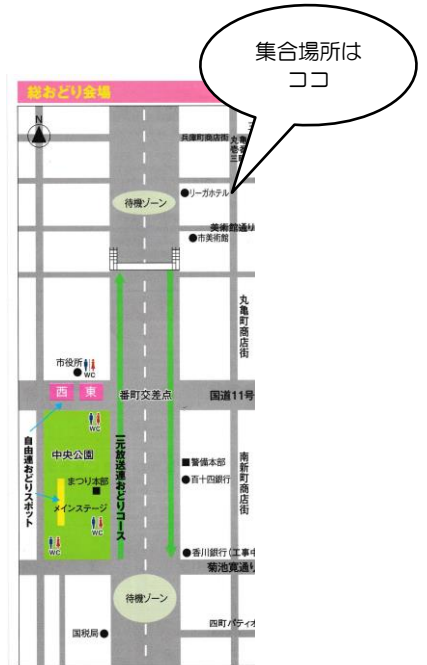 集合場所は
ココ
総おどり会場
N
兵庫町商店街
待機ゾーン
●リーガホテル
美術館通り
●市美術館
丸亀町商店街
市役所
WC
西
東
番町交差点
国道11号
WC
自由連おどりスポット
中央公園
一元放送連おどりコース
まつり本部
メインステージ
WC
WC
■警備本部
●百十四銀行
南新町商店街
●香川銀行(工事中
菊池寛通り
待機ゾーン
国税局●
四町パティオ